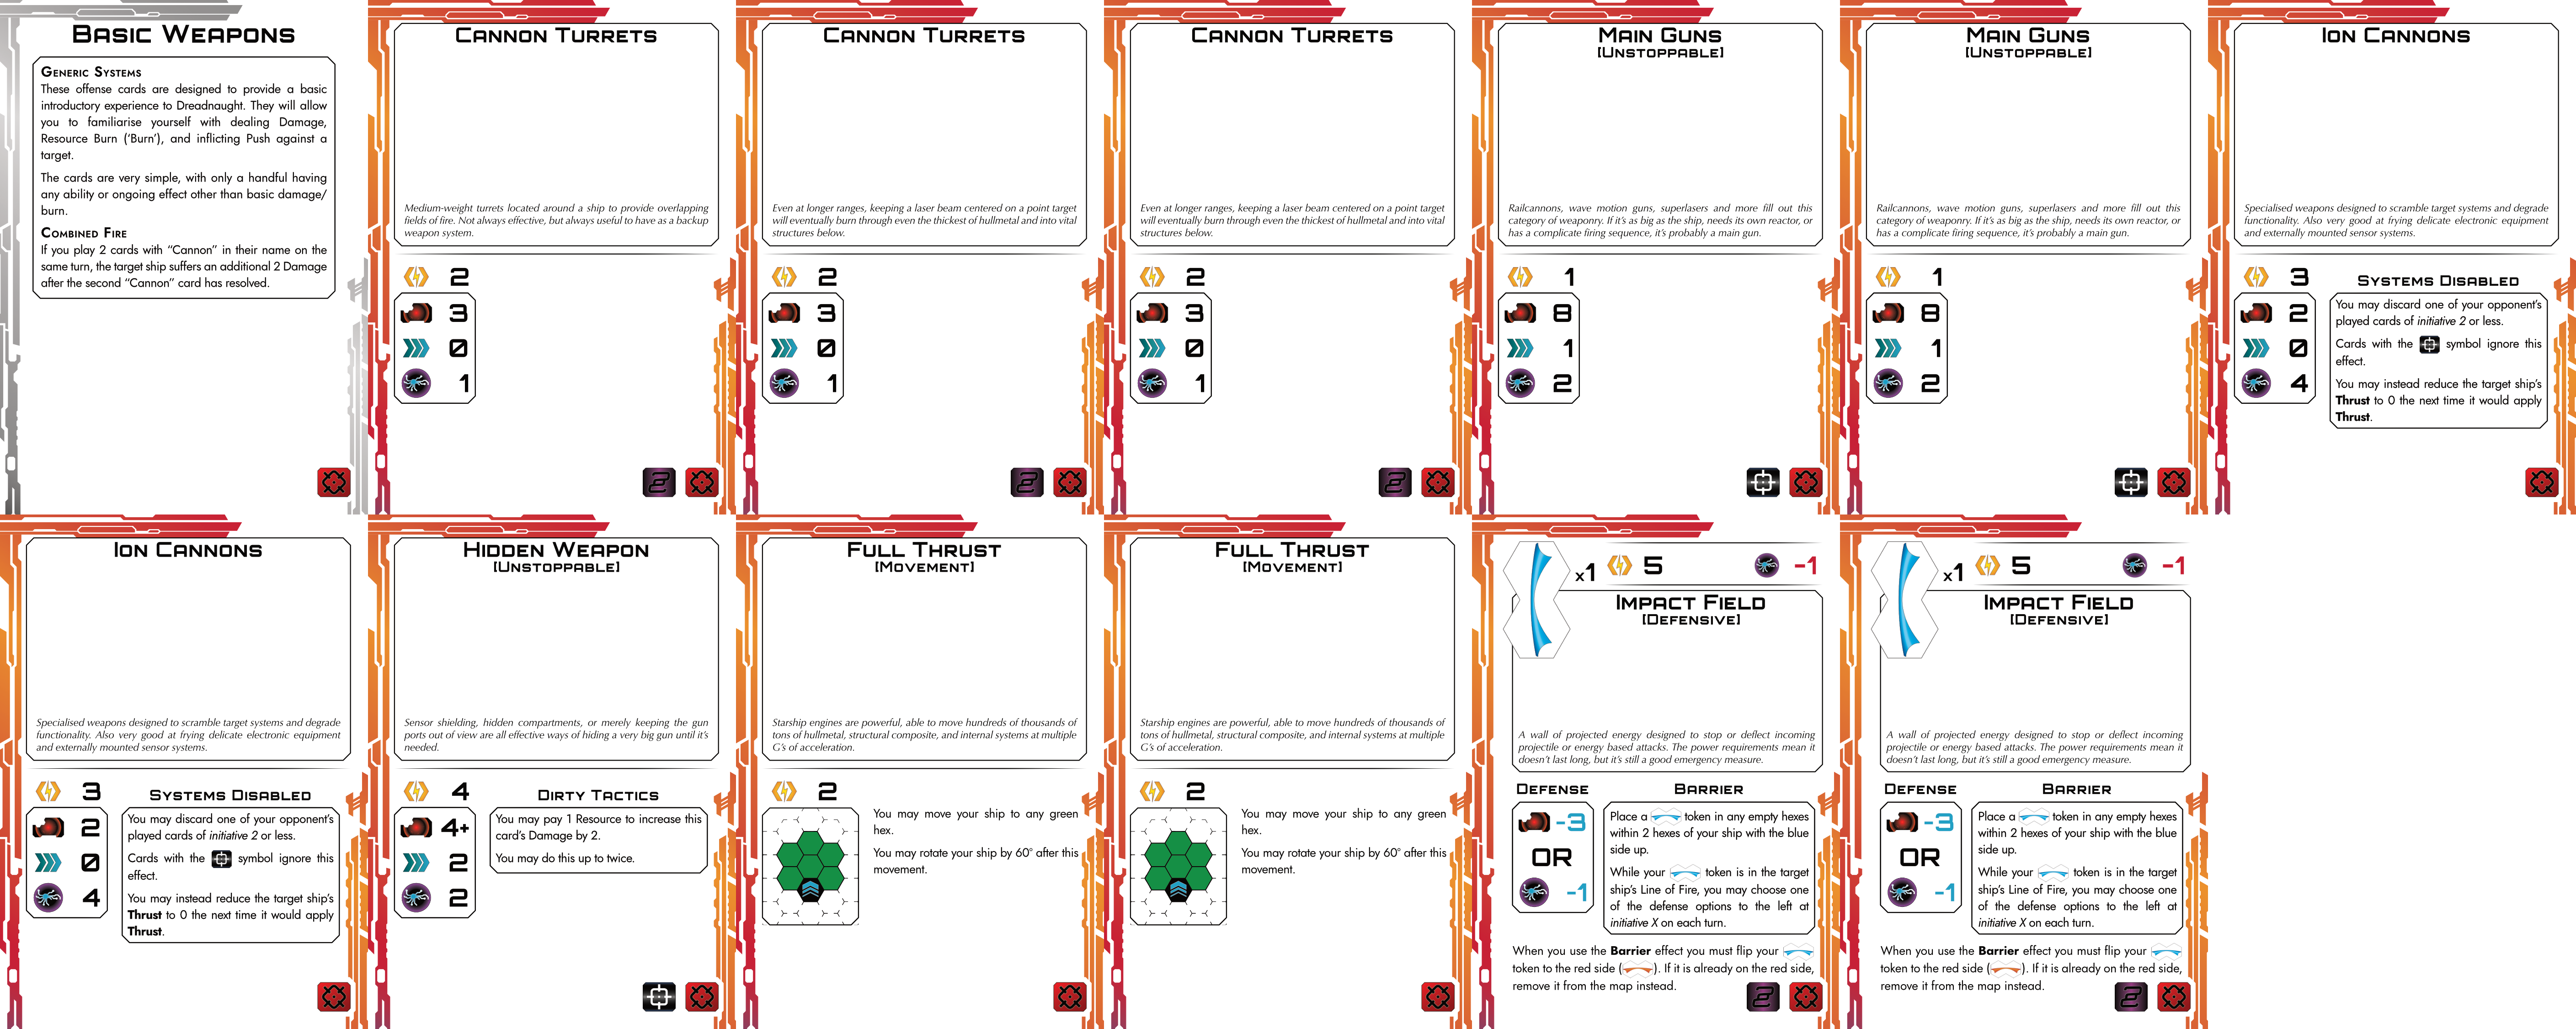 Basic Weapons
Generic Systems
These offense cards are designed to provide a basic
introductory experience to Dreadnaught. They will allow
you to familiarise yourself with dealing Damage,
Resource Burn (‘Burn’), and inflicting Push against a
target.
The cards are very simple, with only a handful having
any ability or ongoing effect other than basic damage/
burn.
Combined Fire
If you play 2 cards with “Cannon” in their name on the
same turn, the target ship suffers an additional 2 Damage
after the second “Cannon” card has resolved.
Cannon Turrets
Medium-weight turrets located around a ship to provide overlapping
fields of fire. Not always effective, but always useful to have as a backup
weapon system.
2
3
0
1
2
Cannon Turrets
Even at longer ranges, keeping a laser beam centered on a point target
will eventually burn through even the thickest of hullmetal and into vital
structures below.
2
3
0
1
2
Cannon Turrets
Even at longer ranges, keeping a laser beam centered on a point target
will eventually burn through even the thickest of hullmetal and into vital
structures below.
2
3
0
1
2
Main Guns
[Unstoppable]
Railcannons, wave motion guns, superlasers and more fill out this
category of weaponry. If it’s as big as the ship, needs its own reactor, or
has a complicate firing sequence, it’s probably a main gun.
1
8
1
2
Main Guns
[Unstoppable]
Railcannons, wave motion guns, superlasers and more fill out this
category of weaponry. If it’s as big as the ship, needs its own reactor, or
has a complicate firing sequence, it’s probably a main gun.
1
8
1
2
Ion Cannons
Specialised weapons designed to scramble target systems and degrade
functionality. Also very good at frying delicate electronic equipment
and externally mounted sensor systems.
3
2
0
4
Systems Disabled
You may discard one of your opponent’s
played cards of initiative 2 or less.
Cards with the symbol ignore this
effect.
You may instead reduce the target ship’s
Thrust to 0 the next time it would apply
Thrust.
Ion Cannons
Specialised weapons designed to scramble target systems and degrade
functionality. Also very good at frying delicate electronic equipment
and externally mounted sensor systems.
3
2
0
4
Systems Disabled
You may discard one of your opponent’s
played cards of initiative 2 or less.
Cards with the symbol ignore this
effect.
You may instead reduce the target ship’s
Thrust to 0 the next time it would apply
Thrust.
Hidden Weapon
[Unstoppable]
Sensor shielding, hidden compartments, or merely keeping the gun
ports out of view are all effective ways of hiding a very big gun until it’s
needed.
4
4+
2
2
Dirty Tactics
You may pay 1 Resource to increase this
card’s Damage by 2.
You may do this up to twice.
Full Thrust
[Movement]
Starship engines are powerful, able to move hundreds of thousands of
tons of hullmetal, structural composite, and internal systems at multiple
G’s of acceleration.
2
You may move your ship to any green
hex.
You may rotate your ship by 60° after this
movement.
Full Thrust
[Movement]
Starship engines are powerful, able to move hundreds of thousands of
tons of hullmetal, structural composite, and internal systems at multiple
G’s of acceleration.
2
You may move your ship to any green
hex.
You may rotate your ship by 60° after this
movement.
x1 5 -1
Impact Field
[Defensive]
A wall of projected energy designed to stop or deflect incoming
projectile or energy based attacks. The power requirements mean it
doesn’t last long, but it’s still a good emergency measure.
Defense
-3
OR
-1
Barrier
Place a token in any empty hexes
within 2 hexes of your ship with the blue
side up.
While your token is in the target
ship’s Line of Fire, you may choose one
of the defense options to the left at
initiative X on each turn.
When you use the Barrier effect you must flip your
token to the red side ( ). If it is already on the red side,
remove it from the map instead.
2
x1 5 -1
Impact Field
[Defensive]
A wall of projected energy designed to stop or deflect incoming
projectile or energy based attacks. The power requirements mean it
doesn’t last long, but it’s still a good emergency measure.
Defense
-3
OR
-1
Barrier
Place a token in any empty hexes
within 2 hexes of your ship with the blue
side up.
While your token is in the target
ship’s Line of Fire, you may choose one
of the defense options to the left at
initiative X on each turn.
When you use the Barrier effect you must flip your
token to the red side ( ). If it is already on the red side,
remove it from the map instead.
2